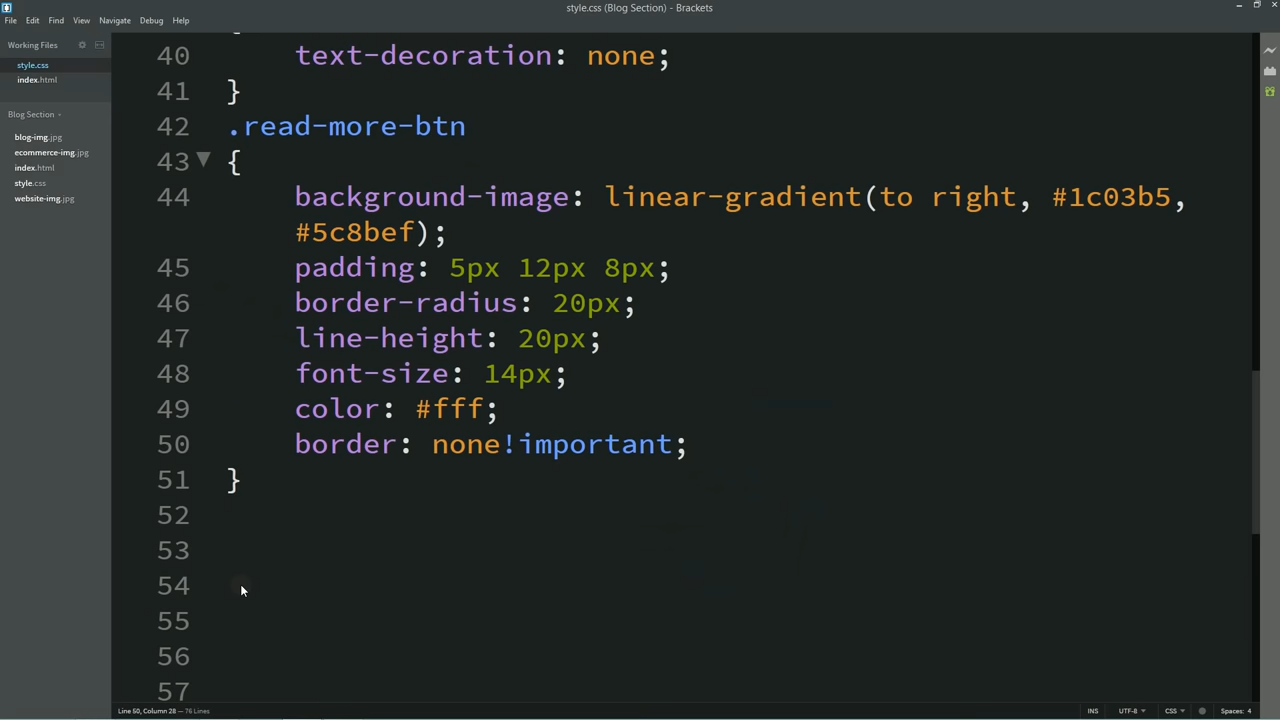 style.css (Blog Section) - Brackets
File Edit Find View Navigate Debug Help
Working Files
style.css
index.html
Blog Section
blog-img.jpg
ecommerce-img.jpg
index.html
style.css
website-img.jpg
40 text-decoration: none;
41 }
42 .read-more-btn
43 {
44 background-image: linear-gradient(to right, #1c03b5,
#5c8bef);
45 padding: 5px 12px 8px;
46 border-radius: 20px;
47 line-height: 20px;
48 font-size: 14px;
49 color: #fff;
50 border: none!important;
51 }
52
53
54
55
56
57
Line 50, Column 28 — 76 Lines
INS UTF-8 CSS Spaces: 4